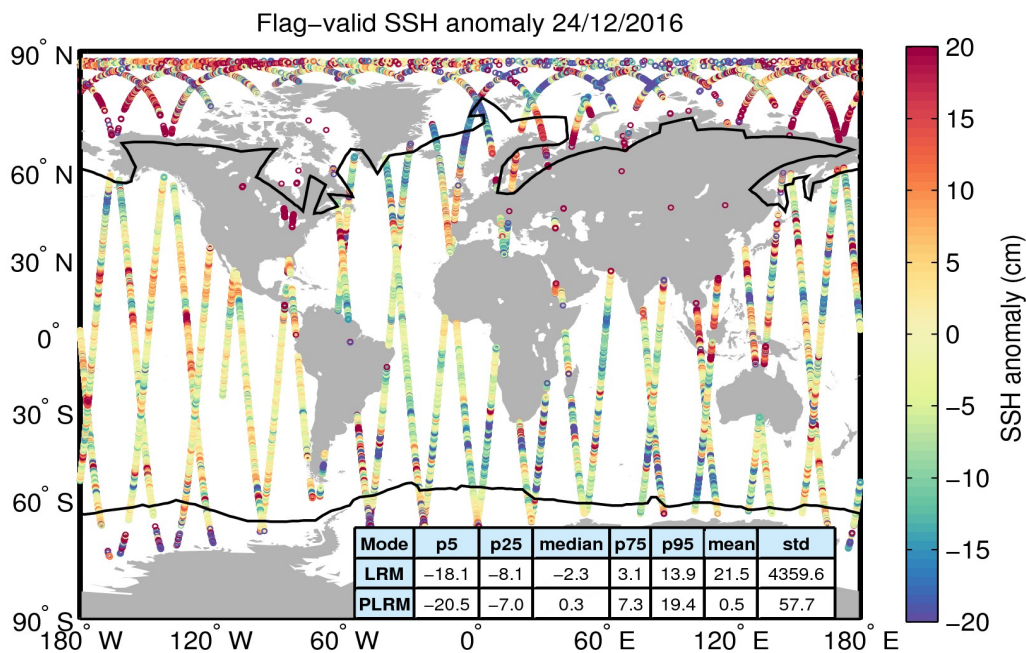 Flag−valid SSH anomaly 24/12/2016
90° N
60° N
30° N
0°
30° S
60° S
90° S
180° W
120° W
60° W
0°
60° E
120° E
180° E
Mode p5 p25 median p75 p95 mean std
LRM −18.1 −8.1 −2.3 3.1 13.9 21.5 4359.6
PLRM −20.5 −7.0 0.3 7.3 19.4 0.5 57.7
20
15
10
5
0
−5
−10
−15
−20
SSH anomaly (cm)